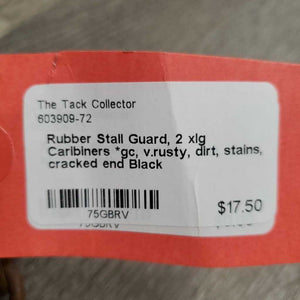 The Tack Collector
603909-72
Rubber Stall Guard, 2 xlg
Caribiners *gc, v.rusty, dirt, stains,
cracked end Black
75GBRV
$17.50
75GBRV